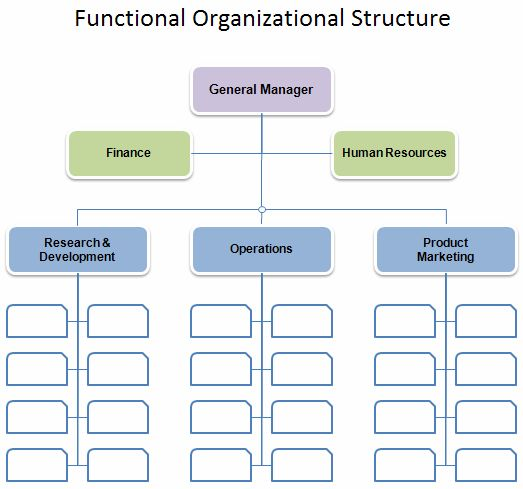 Functional Organizational Structure
General Manager
Finance
Human Resources
Research &
Development
Operations
Product
Marketing